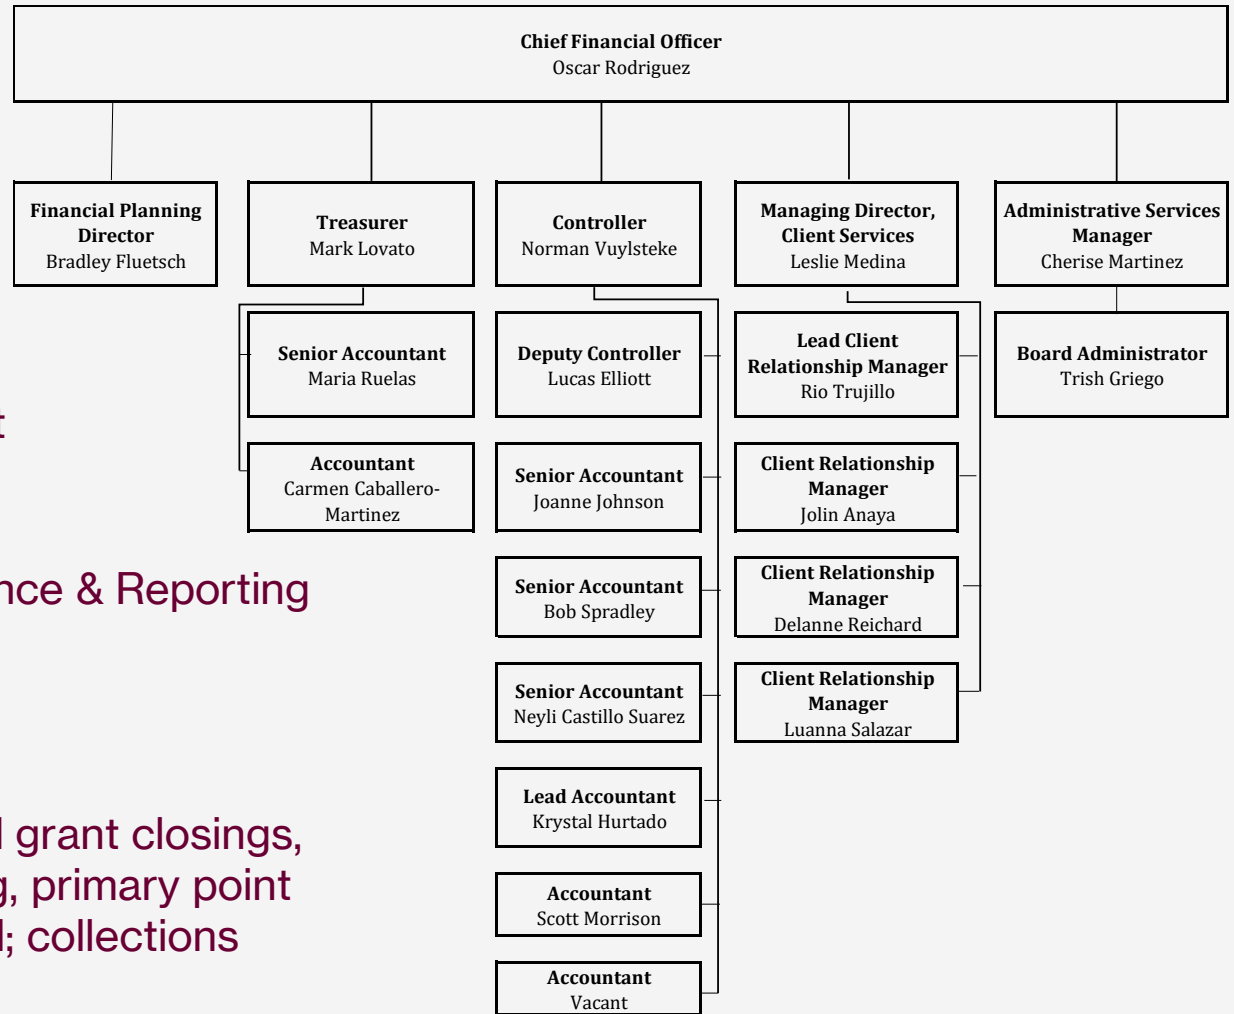 Chief Financial Officer
Oscar Rodriguez
Financial Planning
Director
Bradley Fluetsch
Treasurer
Mark Lovato
Controller
Norman Vuylsteke
Managing Director,
Client Services
Leslie Medina
Administrative Services
Manager
Cherise Martinez
Senior Accountant
Maria Ruelas
Accountant
Carmen Caballero-
Martinez
Deputy Controller
Lucas Elliott
Senior Accountant
Joanne Johnson
Senior Accountant
Bob Spradley
Senior Accountant
Neyli Castillo Suarez
Lead Accountant
Krystal Hurtado
Accountant
Scott Morrison
Accountant
Vacant
Lead Client
Relationship Manager
Rio Trujillo
Client Relationship
Manager
Jolin Anaya
Client Relationship
Manager
Delanne Reichard
Client Relationship
Manager
Luanna Salazar
Board Administrator
Trish Griego
t
nce & Reporting
grant closings,
, primary point
; collections